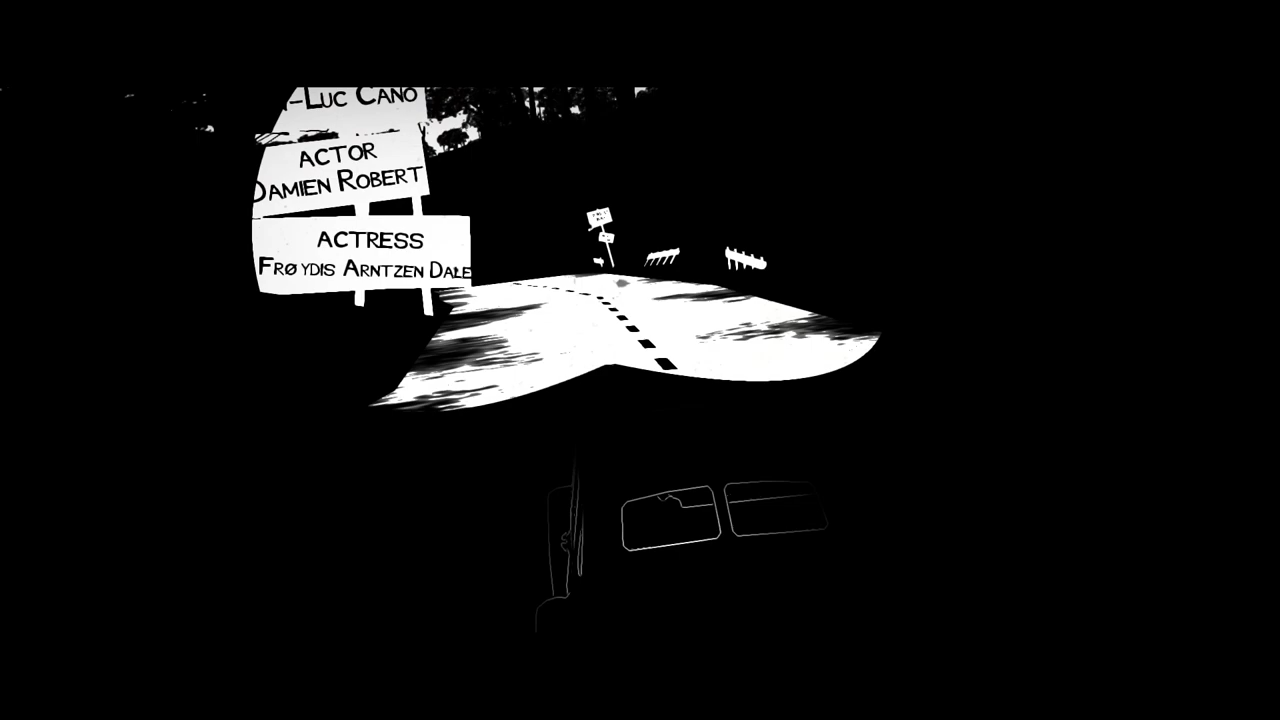 -LUC CANO
ACTOR
DAMIEN ROBERT
ACTRESS
FRØYDIS ARNTZEN DALE